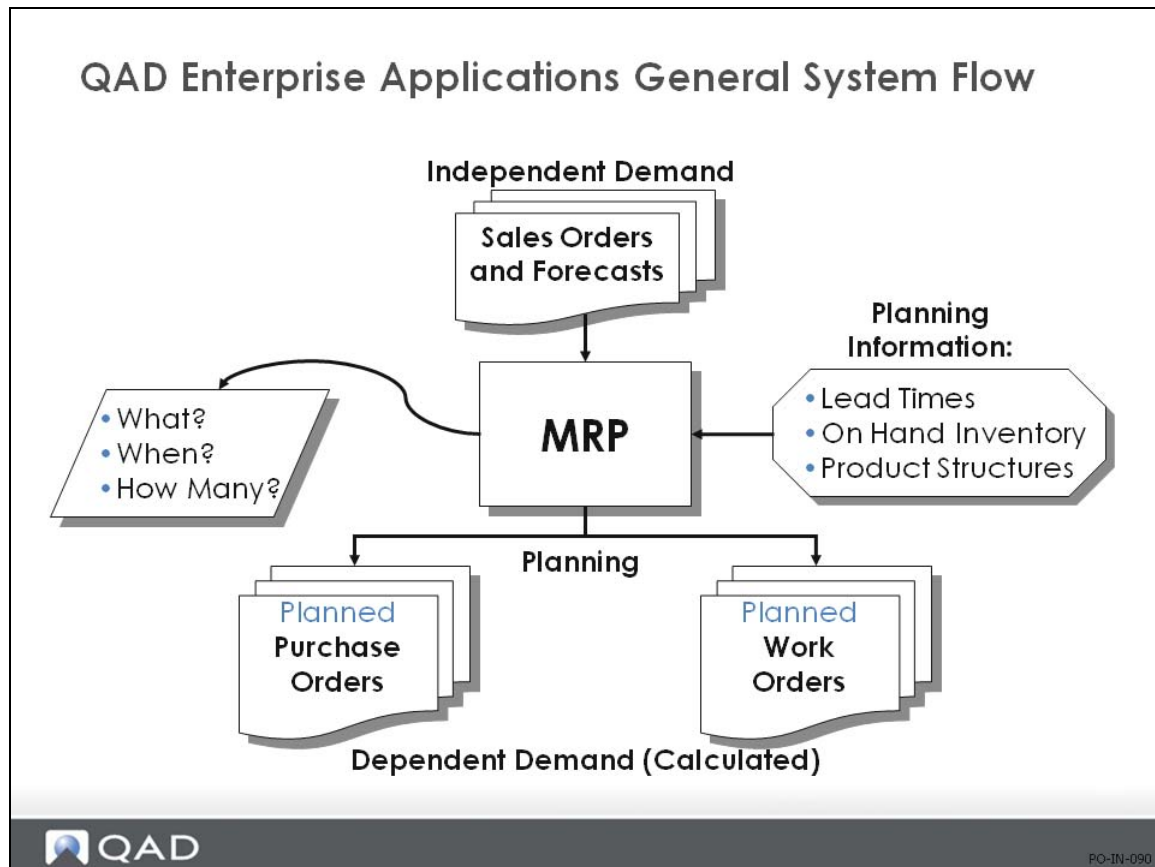 QAD Enterprise Applications General System Flow
Independent Demand
Sales Orders
and Forecasts
Planning
Information:
• What?
• When?
• How Many?
MRP
• Lead Times
• On Hand Inventory
• Product Structures
Planning
Planned
Purchase
Orders
Planned
Work
Orders
Dependent Demand (Calculated)
QAD
PO-IN-090